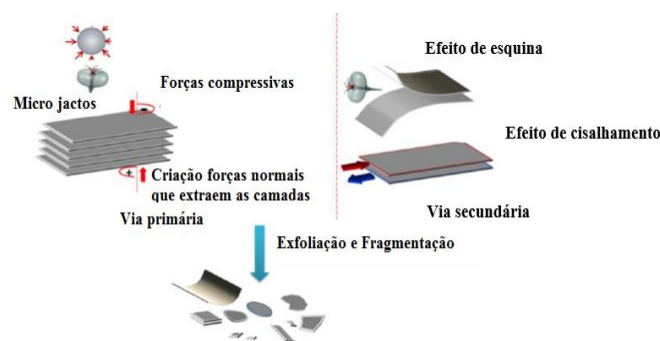 Forças compressivas
Micro jactos
Criação forças normais
que extraem as camadas
Via primária
Efeito de esquina
Efeito de cisalhamento
Via secundária
Exfoliação e Fragmentação